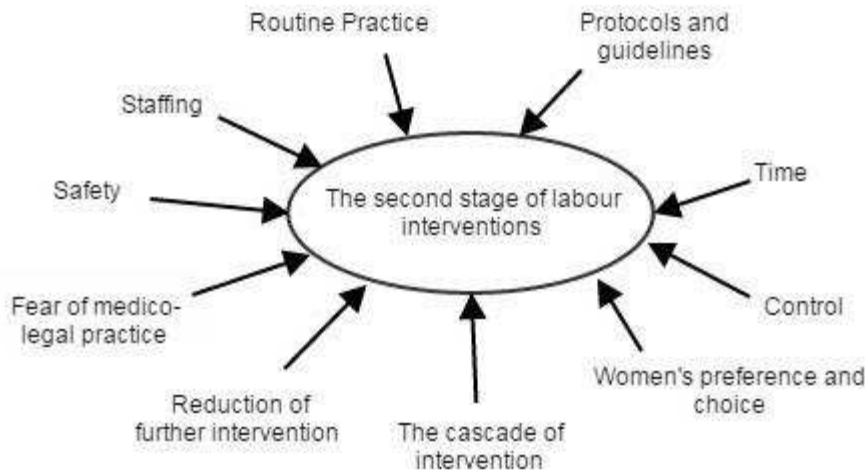 Routine Practice
Protocols and
guidelines
Staffing
Safety
The second stage of labour
interventions
Time
Fear of medico-
legal practice
Control
Women's preference and
choice
Reduction of
further intervention
The cascade of
intervention